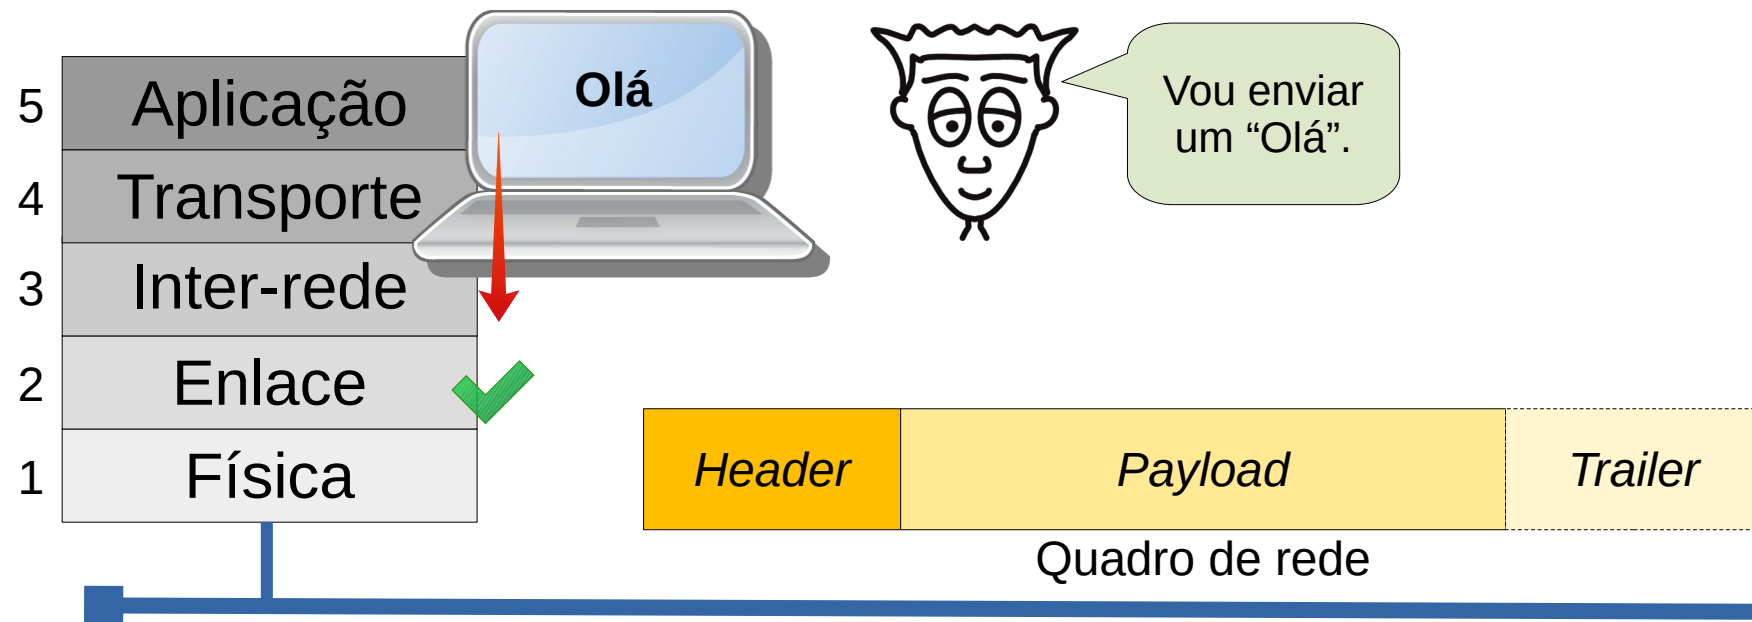 5
Aplicação
4
Transporte
3
Inter-rede
2
Enlace
1
Física
Olá
Vou enviar
um “Olá”.
Header
Payload
Trailer
Quadro de rede